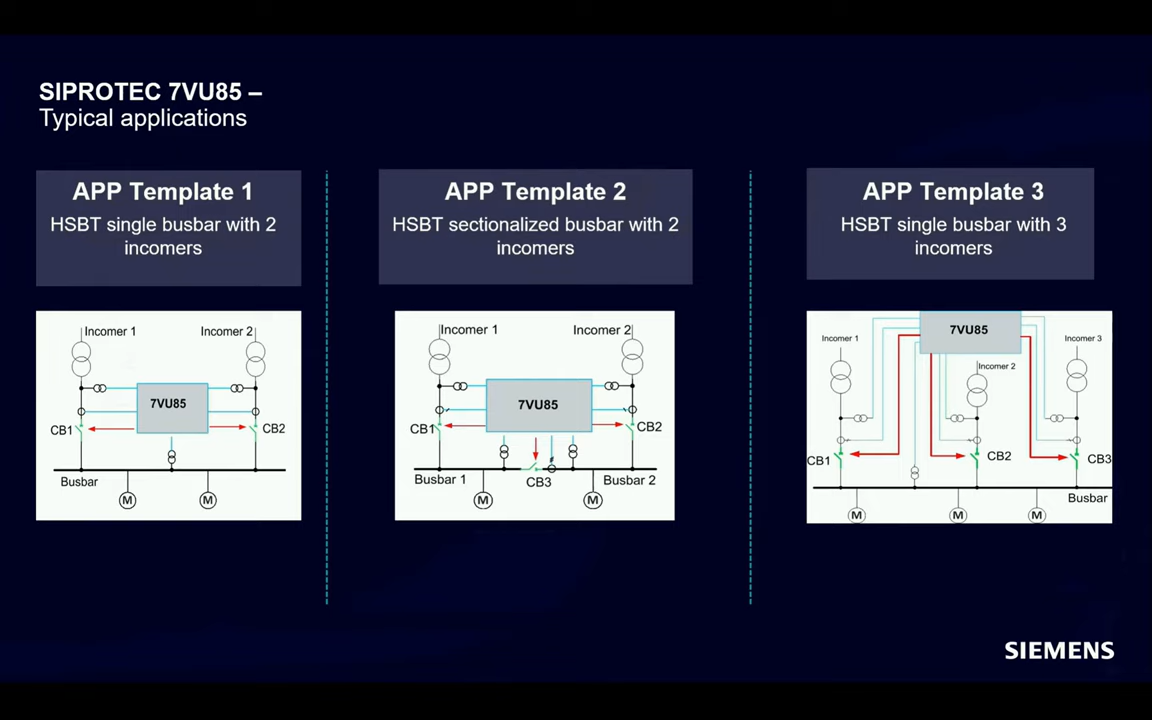 SIPROTEC 7VU85 –
Typical applications
APP Template 1
HSBT single busbar with 2
incomers
Incomer 1
Incomer 2
7VU85
CB1
CB2
Busbar
M
M
APP Template 2
HSBT sectionalized busbar with 2
incomers
Incomer 1
Incomer 2
7VU85
CB1
CB2
Busbar 1
CB3
Busbar 2
M
M
APP Template 3
HSBT single busbar with 3
incomers
7VU85
Incomer 1
Incomer 3
Incomer 2
CB1
CB2
CB3
Busbar
M
M
M
SIEMENS